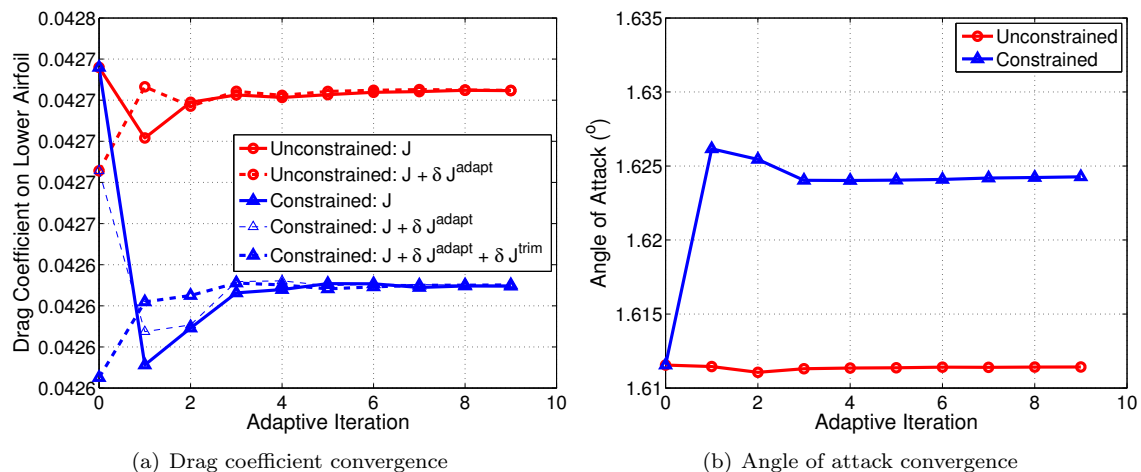 0.0428
0.0427
0.0427
0.0427
0.0427
0.0427
0.0426
0.0426
0.0426
0.0426
Drag Coefficient on Lower Airfoil
Unconstrained: J
Unconstrained: J + δ J^adapt
Constrained: J
Constrained: J + δ J^adapt
Constrained: J + δ J^adapt + δ J^trim
0 2 4 6 8 10
Adaptive Iteration
(a) Drag coefficient convergence
1.635
1.63
1.625
1.62
1.615
1.61
Angle of Attack (°)
Unconstrained
Constrained
0 2 4 6 8 10
Adaptive Iteration
(b) Angle of attack convergence